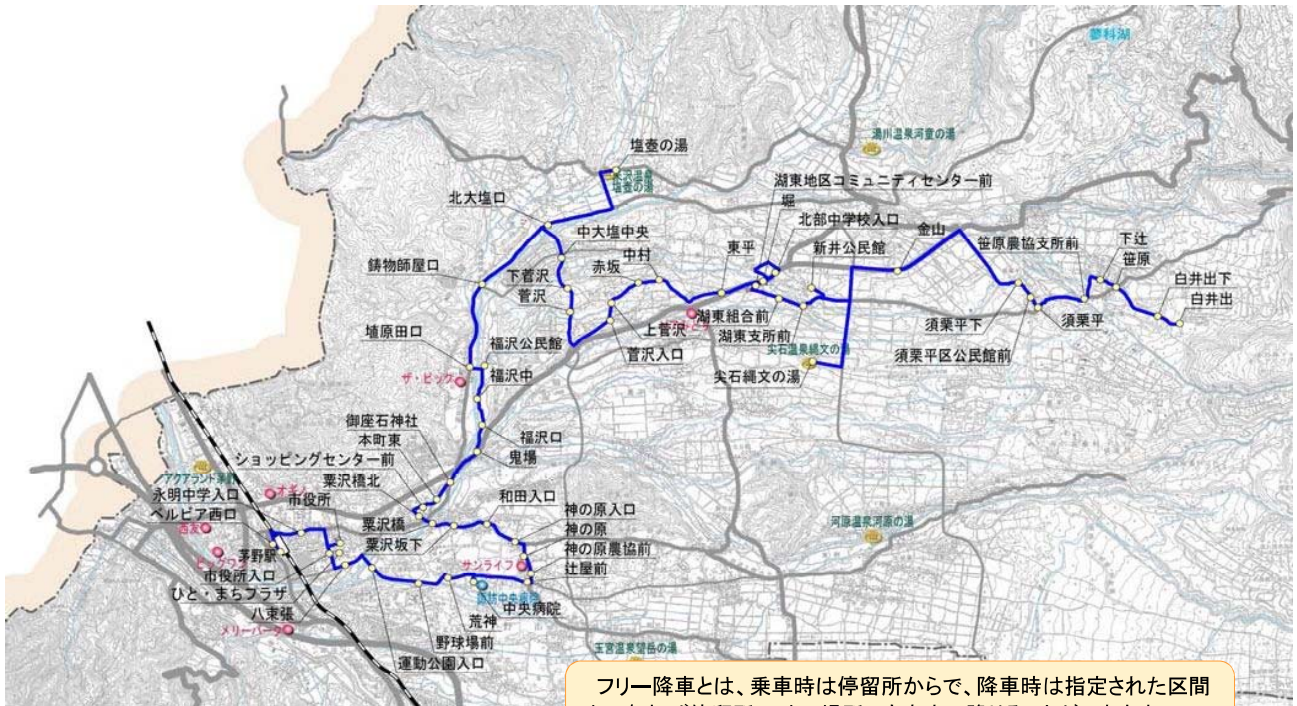 蓼科湖
湯川温泉河童の湯
塩壺の湯
塩壺の湯
湖東地区コミュニティセンター前
堀
北大塩口
北部中学校入口
中大塩中央
新井公民館
金山
東平
中村
笹原農協支所前
下辻
笹原
赤坂
鋳物師屋口
下菅沢
白井出下
白井出
菅沢
湖東組合前
上菅沢
湖東支所前
須栗平下
須栗平
埴原田口
福沢公民館
菅沢入口
尖石温泉縄文の湯
須栗平区公民館前
ザ・ビッグ
福沢中
尖石縄文の湯
御座石神社
本町東
福沢口
ショッピングセンター前
鬼場
粟沢橋北
永明中学入口
市役所
和田入口
神の原入口
ベルビア西口
粟沢橋
神の原
河原温泉河原の湯
粟沢坂下
茅野駅
神の原農協前
市役所入口
サンライフ
辻屋前
ひと・まちプラザ
諏訪中央病院
中央病院
八束張
荒神
メリーパーク
野球場前
玉宮温泉望岳の湯
運動公園入口
フリー降車とは、乗車時は停留所からで、降車時は指定された区間